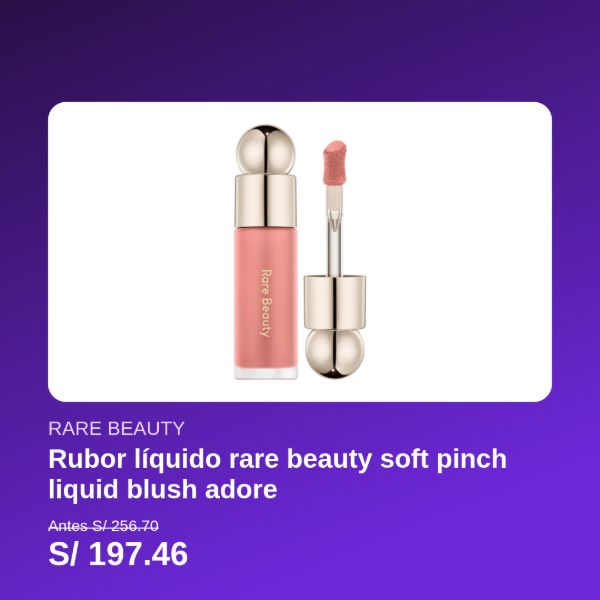 Rare Beauty
RARE BEAUTY
Rubor líquido rare beauty soft pinch
liquid blush adore
Antes S/ 256.70
S/ 197.46